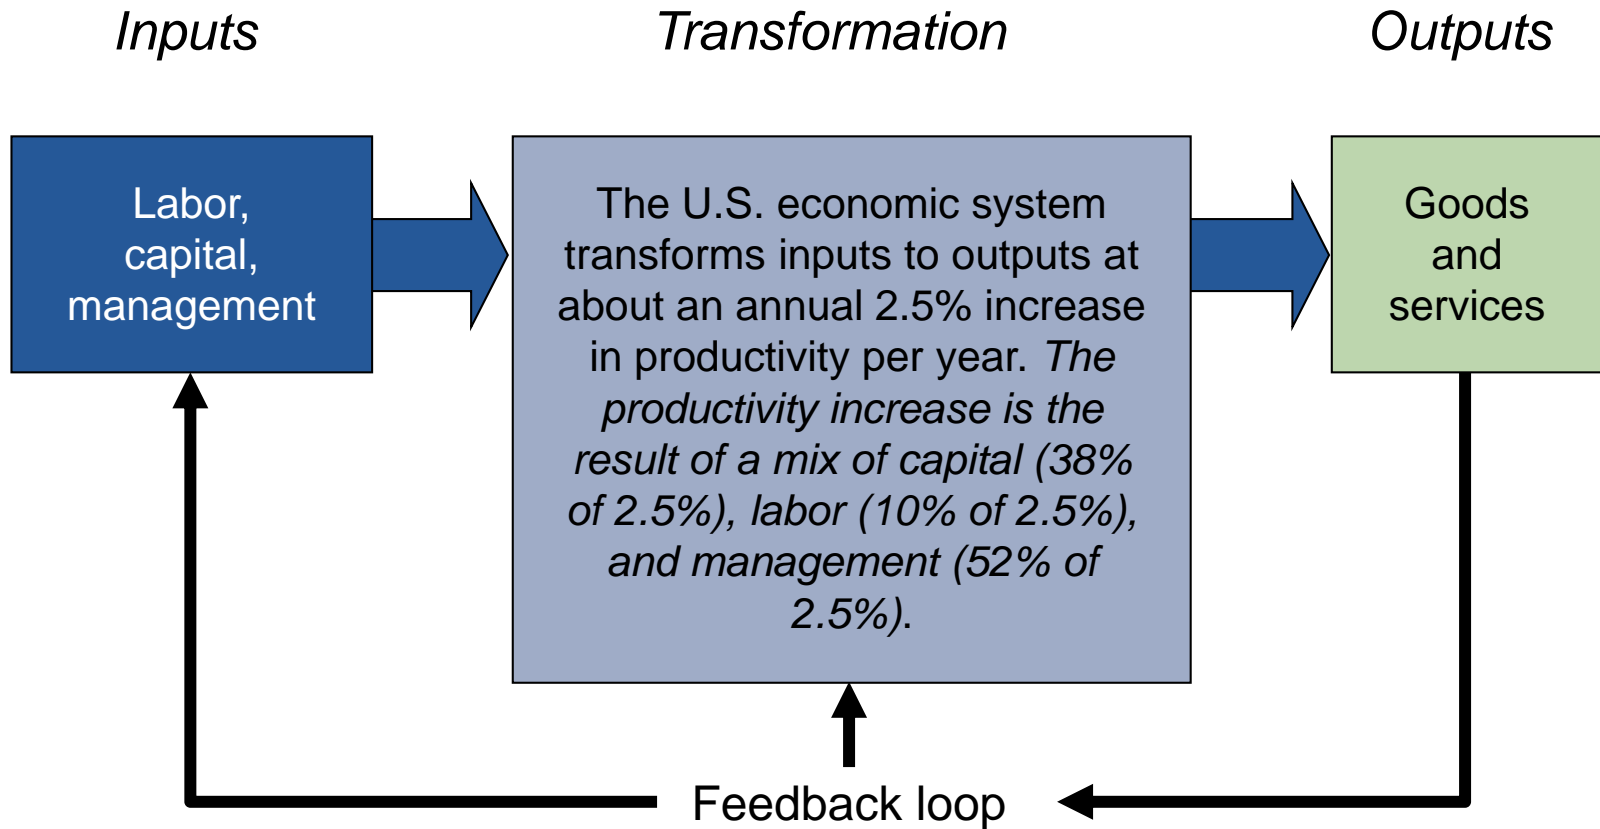 Inputs
Transformation
Outputs
Labor,
capital,
management
The U.S. economic system
transforms inputs to outputs at
about an annual 2.5% increase
in productivity per year. The
productivity increase is the
result of a mix of capital (38%
of 2.5%), labor (10% of 2.5%),
and management (52% of
2.5%).
Goods
and
services
Feedback loop